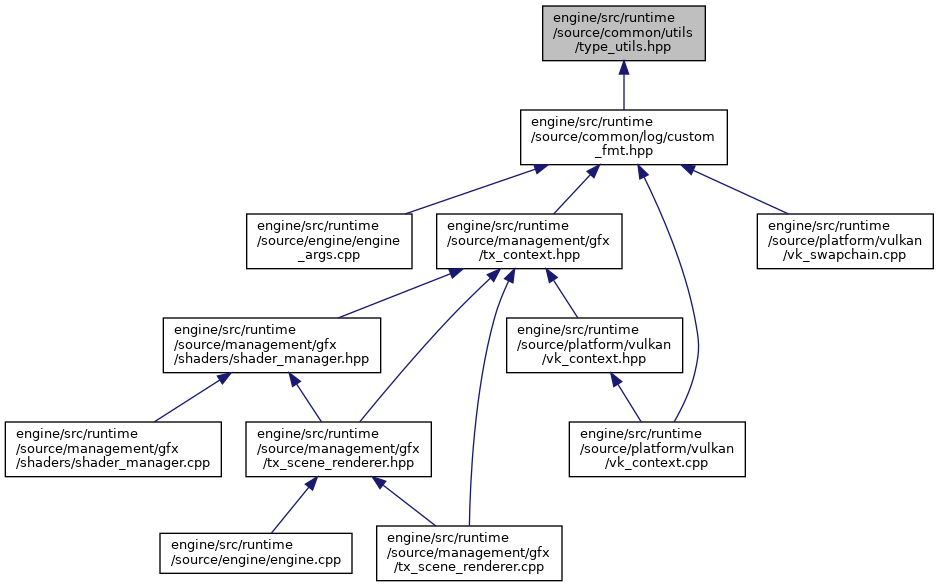 engine/src/runtime
/source/common/utils
/type_utils.hpp
engine/src/runtime
/source/common/log/custom
_fmt.hpp
engine/src/runtime
/source/engine/engine
_args.cpp
engine/src/runtime
/source/management/gfx
/tx_context.hpp
engine/src/runtime
/source/platform/vulkan
/vk_swapchain.cpp
engine/src/runtime
/source/management/gfx
/shaders/shader_manager.hpp
engine/src/runtime
/source/platform/vulkan
/vk_context.hpp
engine/src/runtime
/source/management/gfx
/shaders/shader_manager.cpp
engine/src/runtime
/source/management/gfx
/tx_scene_renderer.hpp
engine/src/runtime
/source/platform/vulkan
/vk_context.cpp
engine/src/runtime
/source/engine/engine.cpp
engine/src/runtime
/source/management/gfx
/tx_scene_renderer.cpp